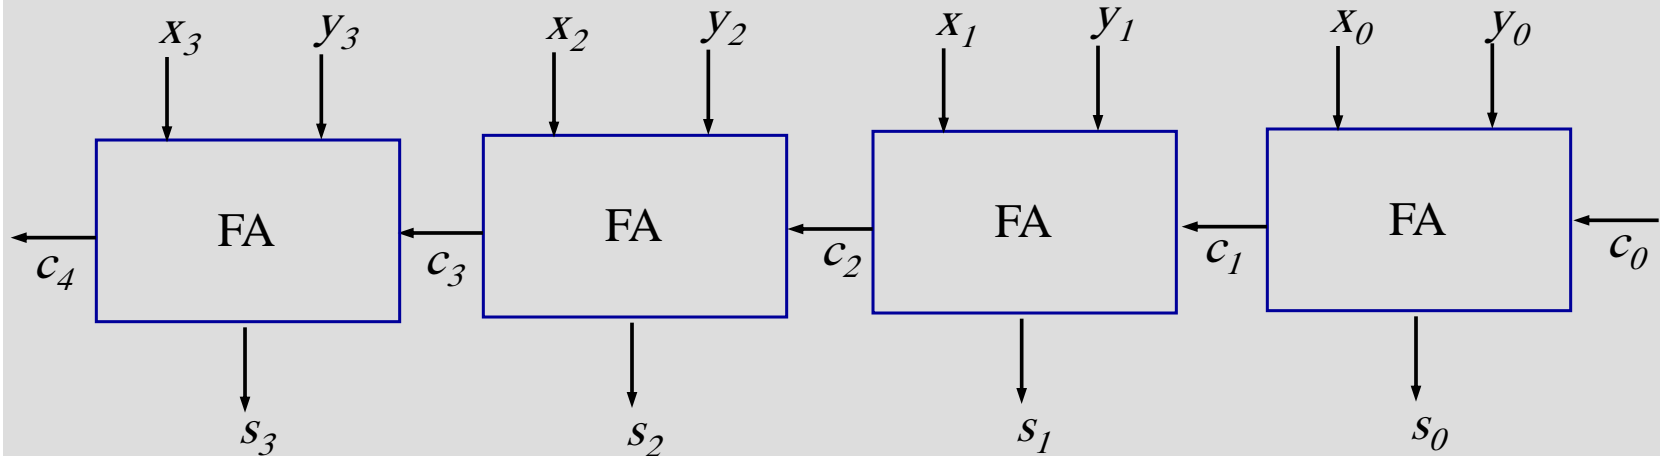 x3 y3 x2 y2 x1 y1 x0 y0
FA FA FA FA
c4 c3 c2 c1 c0
s3 s2 s1 s0